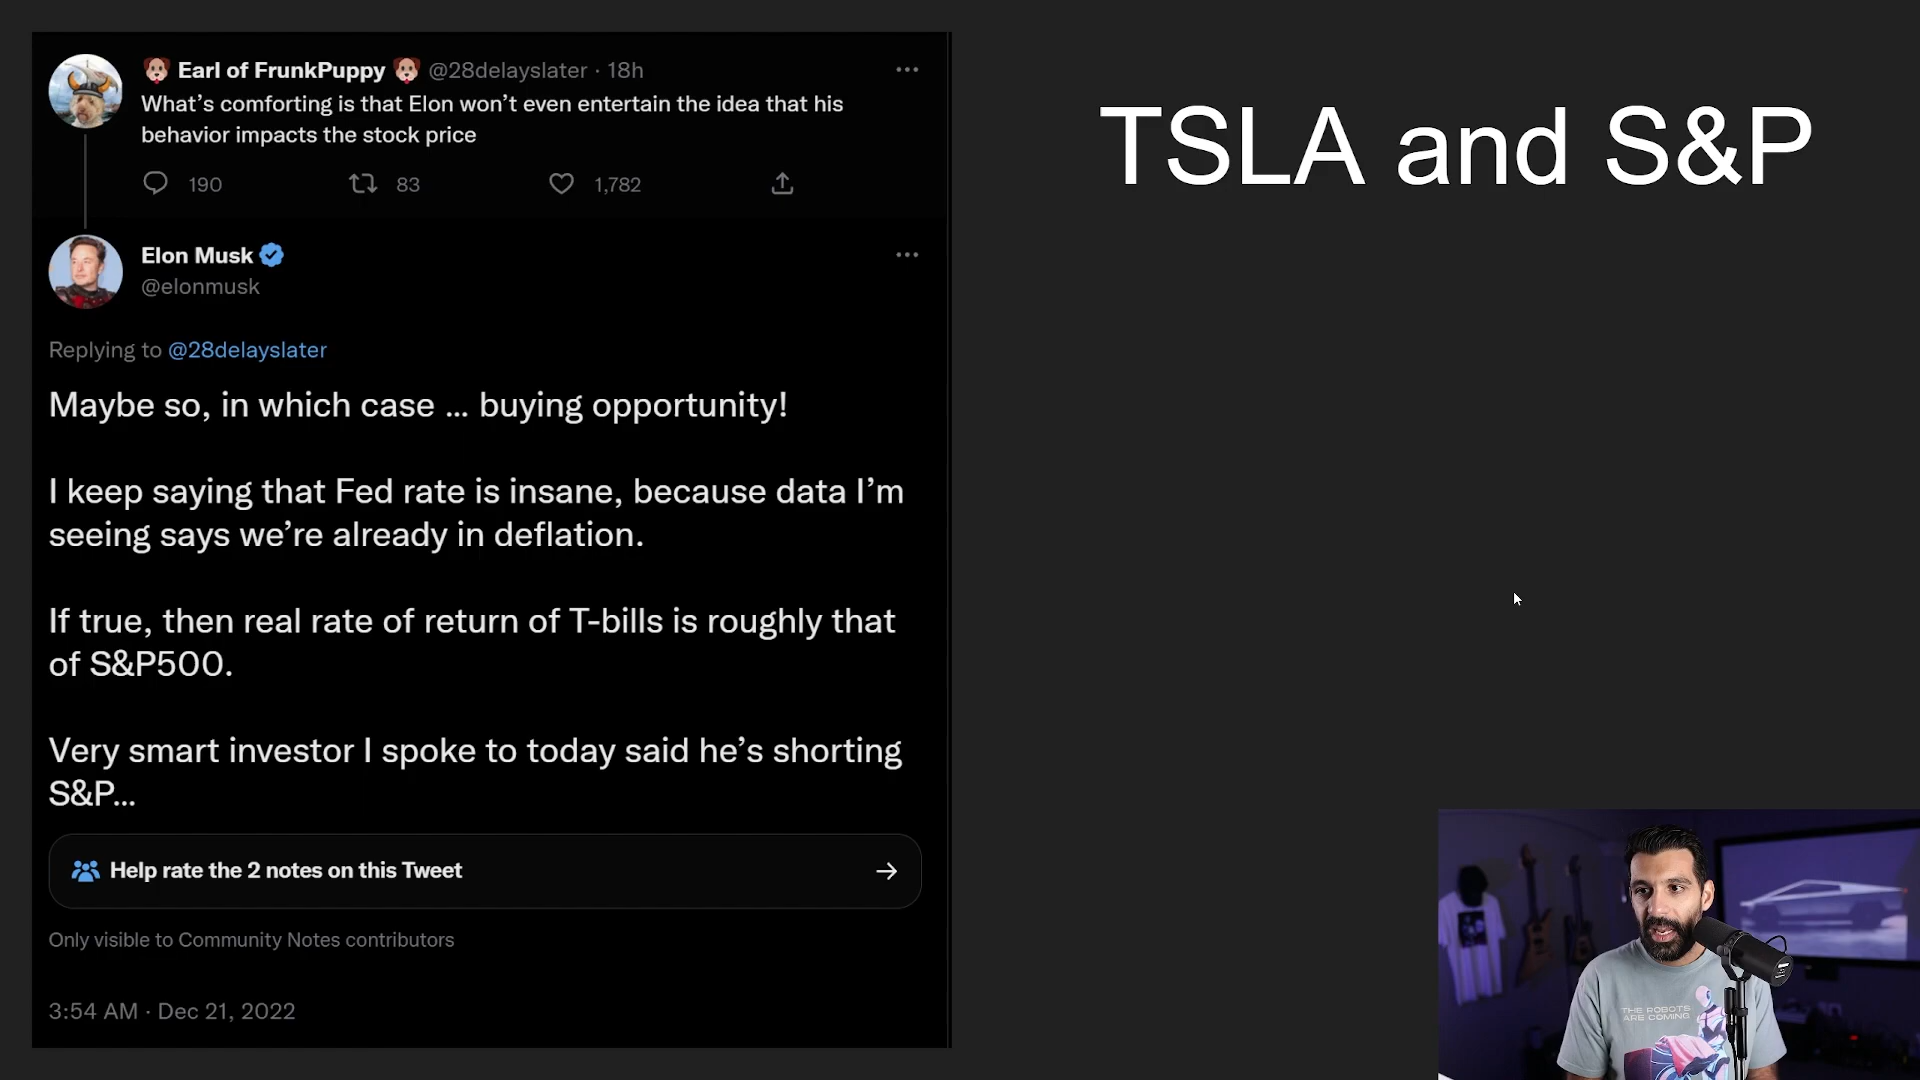 Earl of FrunkPuppy @28delayslater · 18h
What's comforting is that Elon won't even entertain the idea that his
behavior impacts the stock price
190 83 1,782
Elon Musk
@elonmusk
Replying to @28delayslater
Maybe so, in which case ... buying opportunity!
I keep saying that Fed rate is insane, because data I'm
seeing says we're already in deflation.
If true, then real rate of return of T-bills is roughly that
of S&P500.
Very smart investor I spoke to today said he's shorting
S&P...
Help rate the 2 notes on this Tweet
Only visible to Community Notes contributors
3:54 AM · Dec 21, 2022
TSLA and S&P
THE ROBOTS
ARE COMING